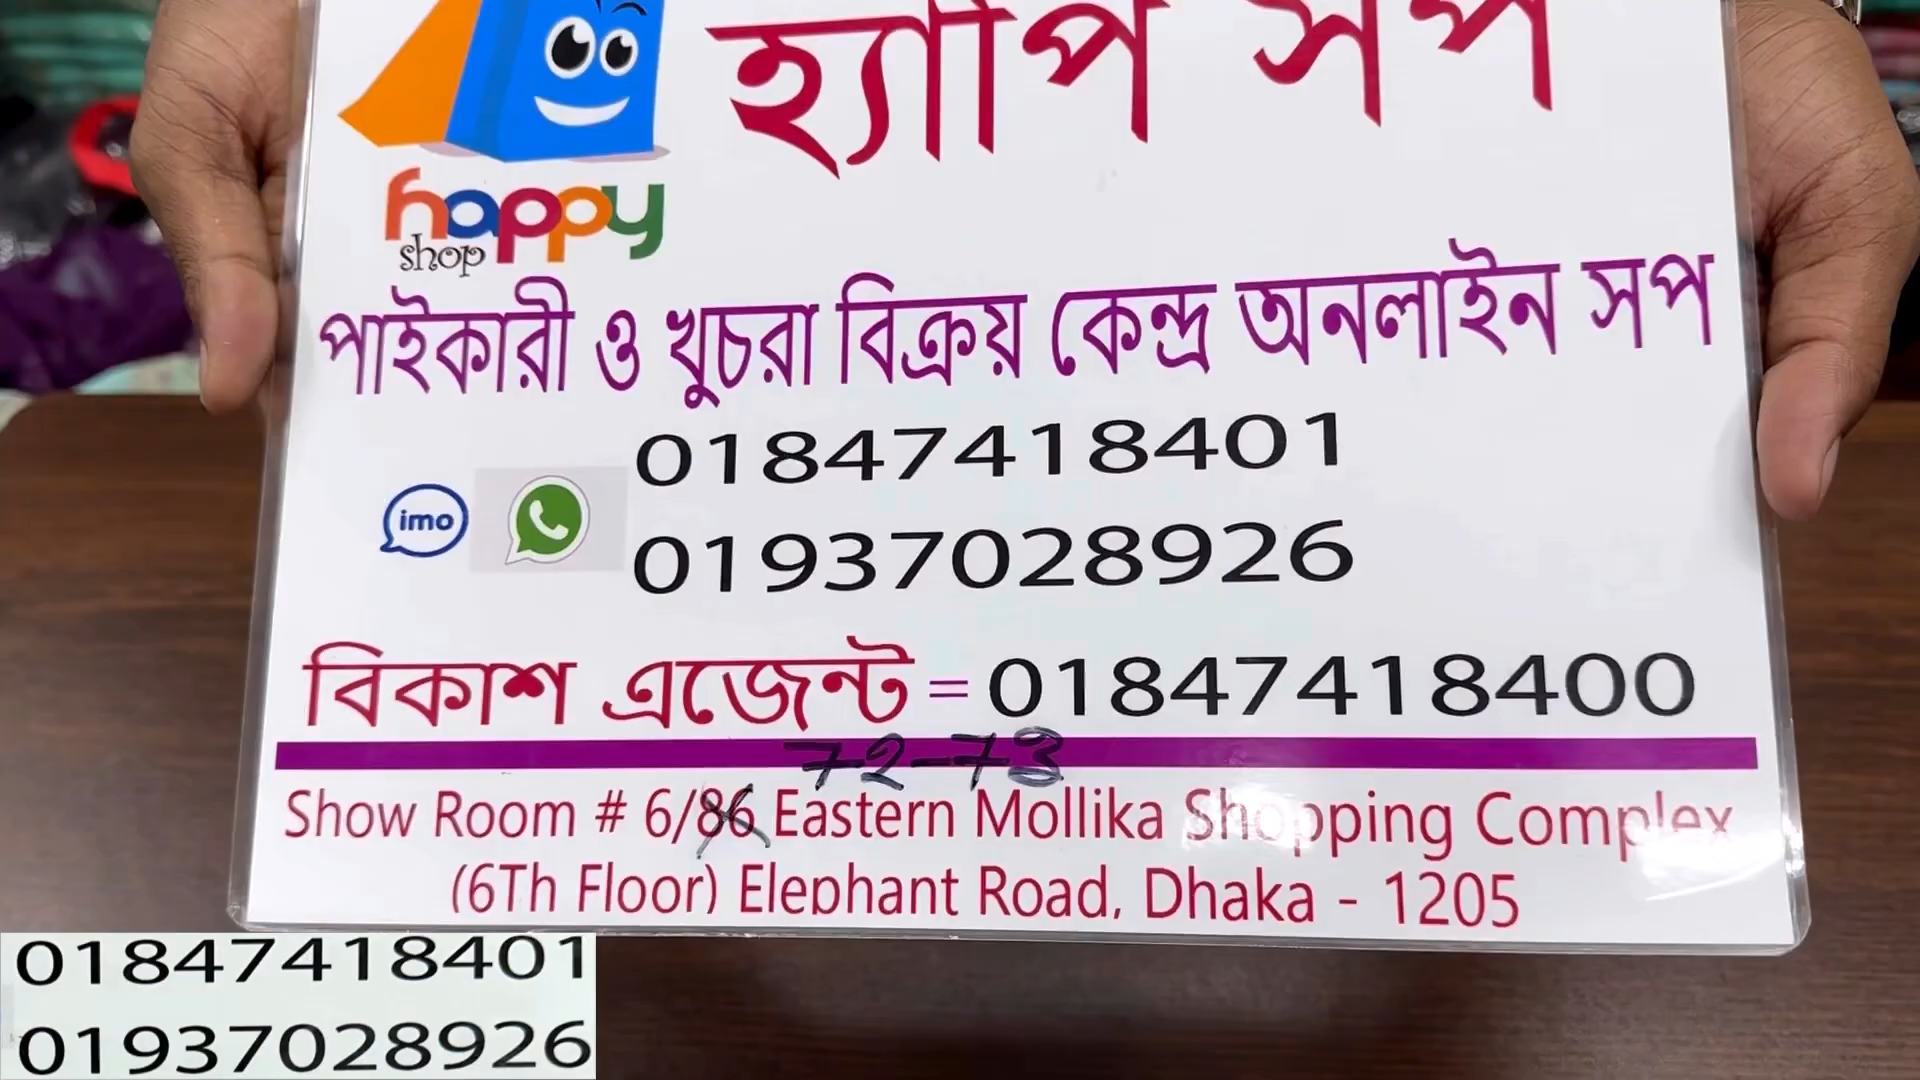 হ্যাপি সপ
happy
shop
পাইকারী ও খুচরা বিক্রয় কেন্দ্র অনলাইন সপ
01847418401
imo
01937028926
বিকাশ এজেন্ট = 01847418400
72-73
Show Room # 6/86 Eastern Mollika Shopping Complex
(6Th Floor) Elephant Road, Dhaka - 1205
01847418401
01937028926